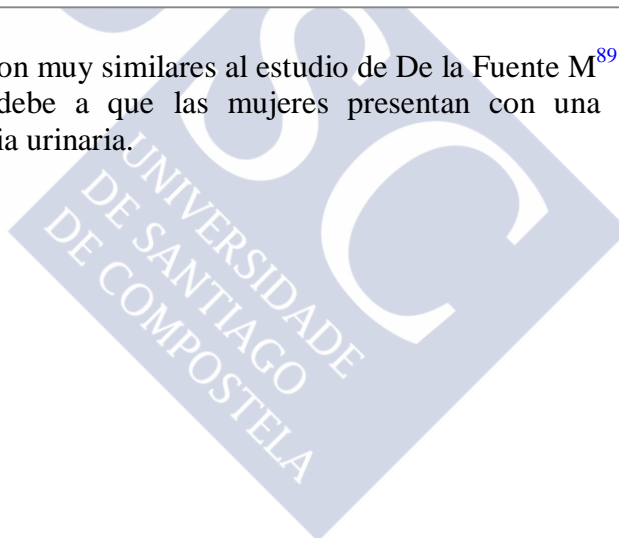 on muy similares al estudio de De la Fuente M89
debe a que las mujeres presentan con una
ia urinaria.
SC
UNIVERSIDADE
DE SANTIAGO
DE COMPOSTELA